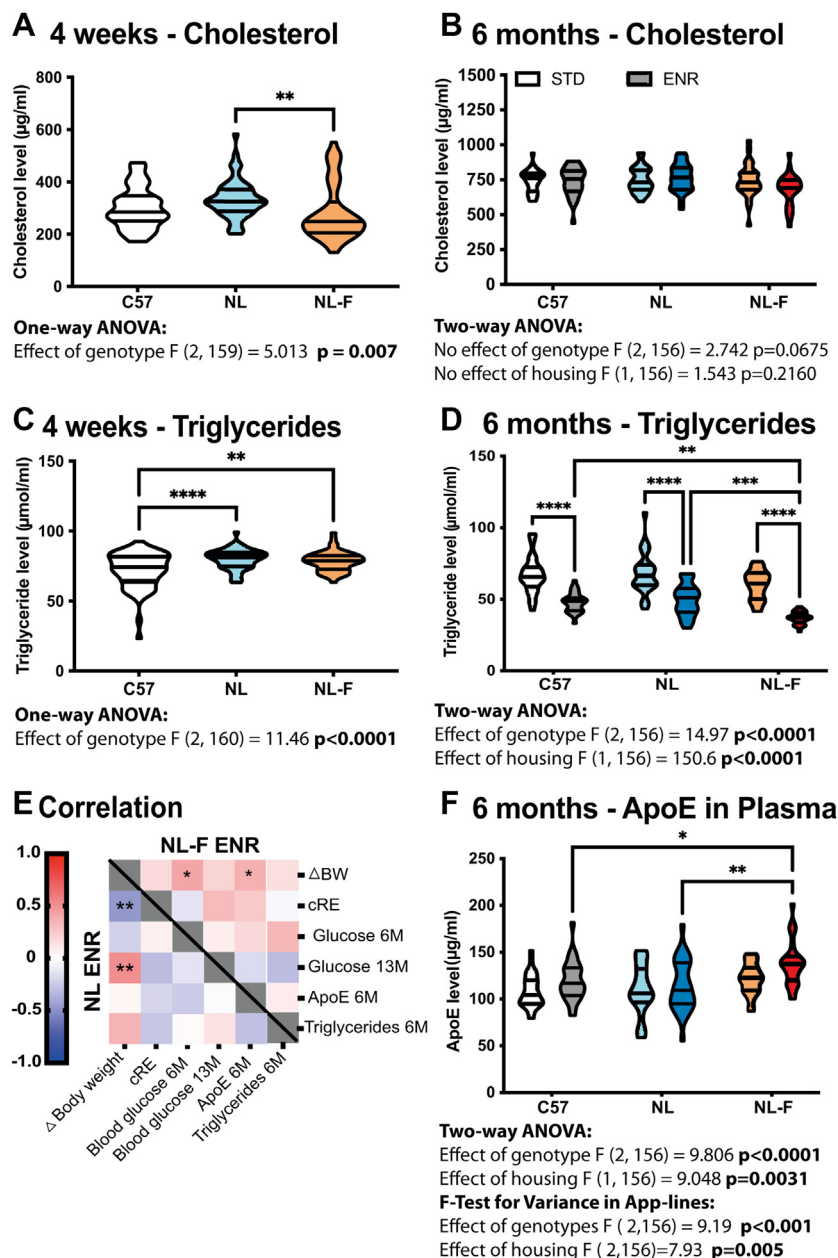 A 4 weeks - Cholesterol
Cholesterol level (µg/ml)
800
600
400
200
0
**
C57 NL NL-F
One-way ANOVA:
Effect of genotype F (2, 159) = 5.013 p = 0.007
B 6 months - Cholesterol
Cholesterol level (µg/ml)
1500
1250
1000
750
500
250
0
STD ENR
C57 NL NL-F
Two-way ANOVA:
No effect of genotype F (2, 156) = 2.742 p=0.0675
No effect of housing F (1, 156) = 1.543 p=0.2160
C 4 weeks - Triglycerides
Triglyceride level (µmol/ml)
150
100
50
0
**
****
C57 NL NL-F
One-way ANOVA:
Effect of genotype F (2, 160) = 11.46 p<0.0001
D 6 months - Triglycerides
Triglyceride level (µmol/ml)
150
100
50
0
**
**** ***
**** ****
C57 NL NL-F
Two-way ANOVA:
Effect of genotype F (2, 156) = 14.97 p<0.0001
Effect of housing F (1, 156) = 150.6 p<0.0001
E Correlation
NL-F ENR
NL ENR
1.0
0.5
0
-0.5
-1.0
* *
**
**
△BW
cRE
Glucose 6M
Glucose 13M
ApoE 6M
Triglycerides 6M
△ Body weight
cRE
Blood glucose 6M
Blood glucose 13M
ApoE 6M
Triglycerides 6M
F 6 months - ApoE in Plasma
ApoE level(µg/ml)
250
200
150
100
50
0
*
**
C57 NL NL-F
Two-way ANOVA:
Effect of genotype F (2, 156) = 9.806 p<0.0001
Effect of housing F (1, 156) = 9.048 p=0.0031
F-Test for Variance in App-lines:
Effect of genotypes F ( 2,156) = 9.19 p<0.001
Effect of housing F ( 2,156)=7.93 p=0.005